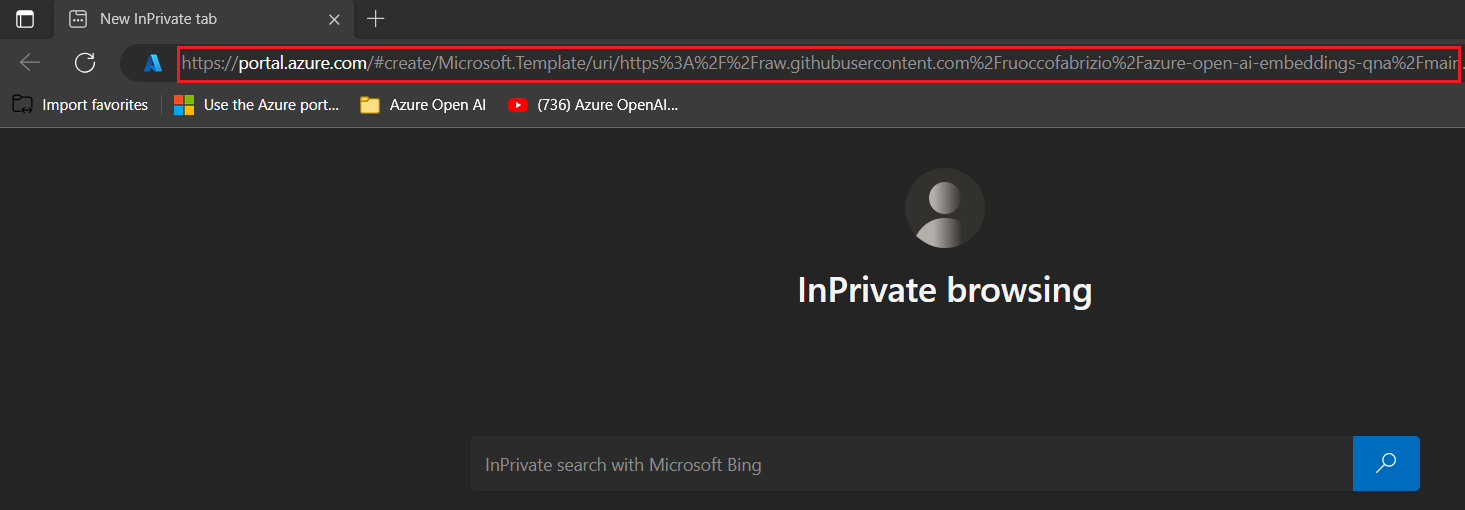 New InPrivate tab
https://portal.azure.com/#create/Microsoft.Template/uri/https%3A%2F%2Fraw.githubusercontent.com%2Fruoccofabrizio%2Fazure-open-ai-embeddings-qna%2Fmain.
Import favorites Use the Azure port... Azure Open AI (736) Azure OpenAI...
InPrivate browsing
InPrivate search with Microsoft Bing